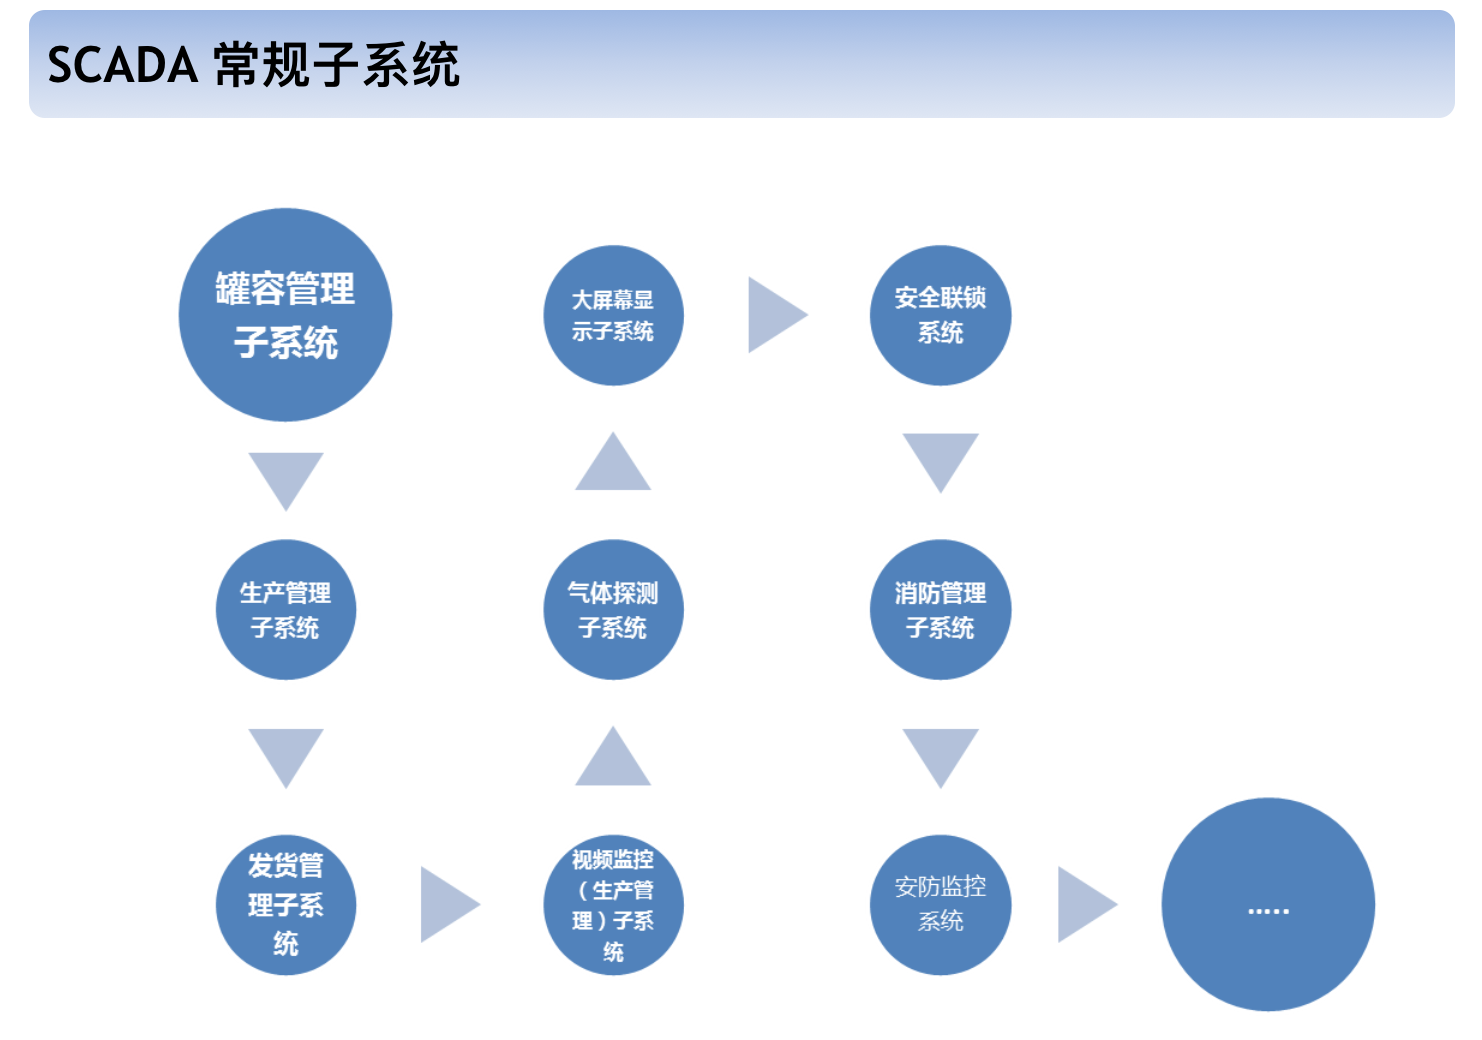 SCADA 常规子系统
罐容管理
子系统
生产管理
子系统
发货管
理子系
统
视频监控
（生产管
理）子系
统
气体探测
子系统
大屏幕显
示子系统
安全联锁
系统
消防管理
子系统
安防监控
系统
.....